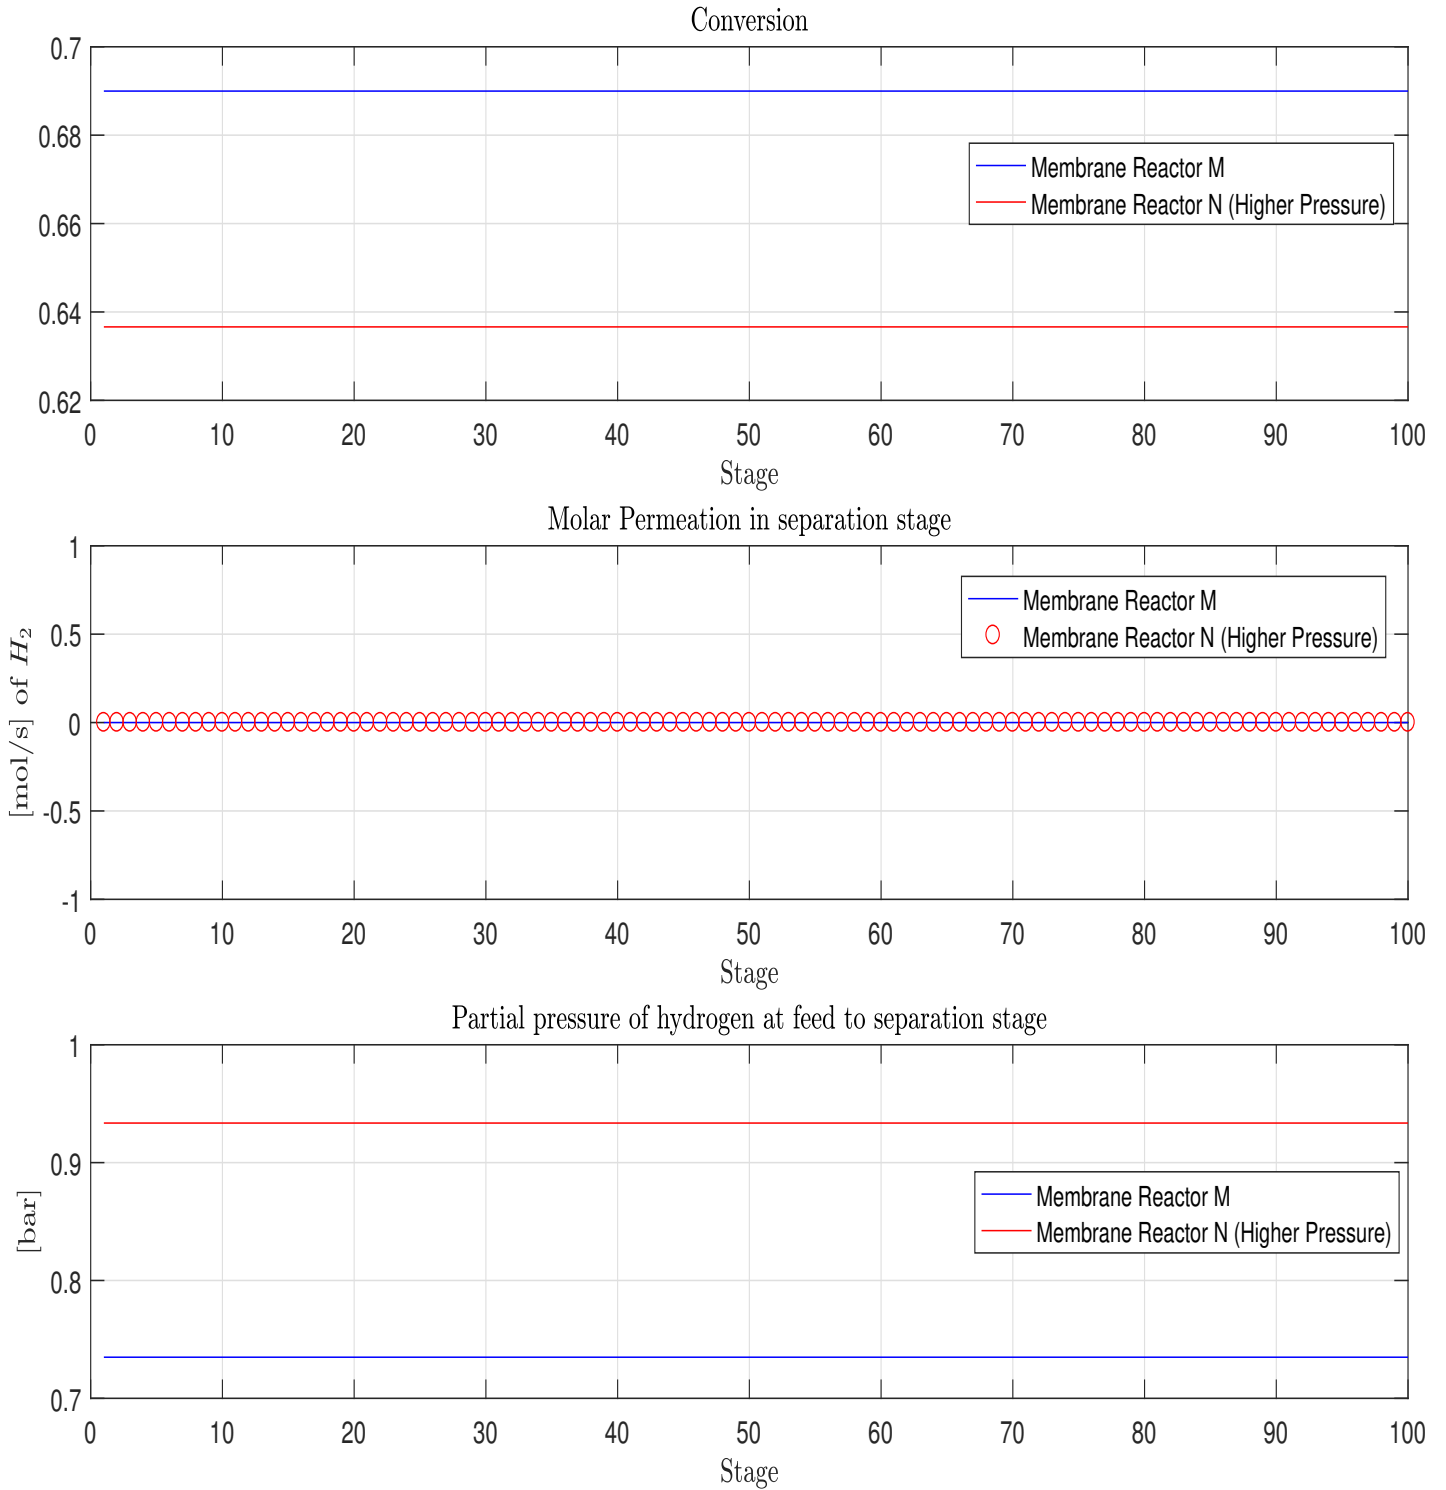 Conversion
0.7
0.68
0.66
0.64
0.62
Membrane Reactor M
Membrane Reactor N (Higher Pressure)
0 10 20 30 40 50 60 70 80 90 100
Stage
Molar Permeation in separation stage
[mol/s] of H₂
1
0.5
0
-0.5
-1
Membrane Reactor M
Membrane Reactor N (Higher Pressure)
0 10 20 30 40 50 60 70 80 90 100
Stage
Partial pressure of hydrogen at feed to separation stage
[bar]
1
0.9
0.8
0.7
Membrane Reactor M
Membrane Reactor N (Higher Pressure)
0 10 20 30 40 50 60 70 80 90 100
Stage